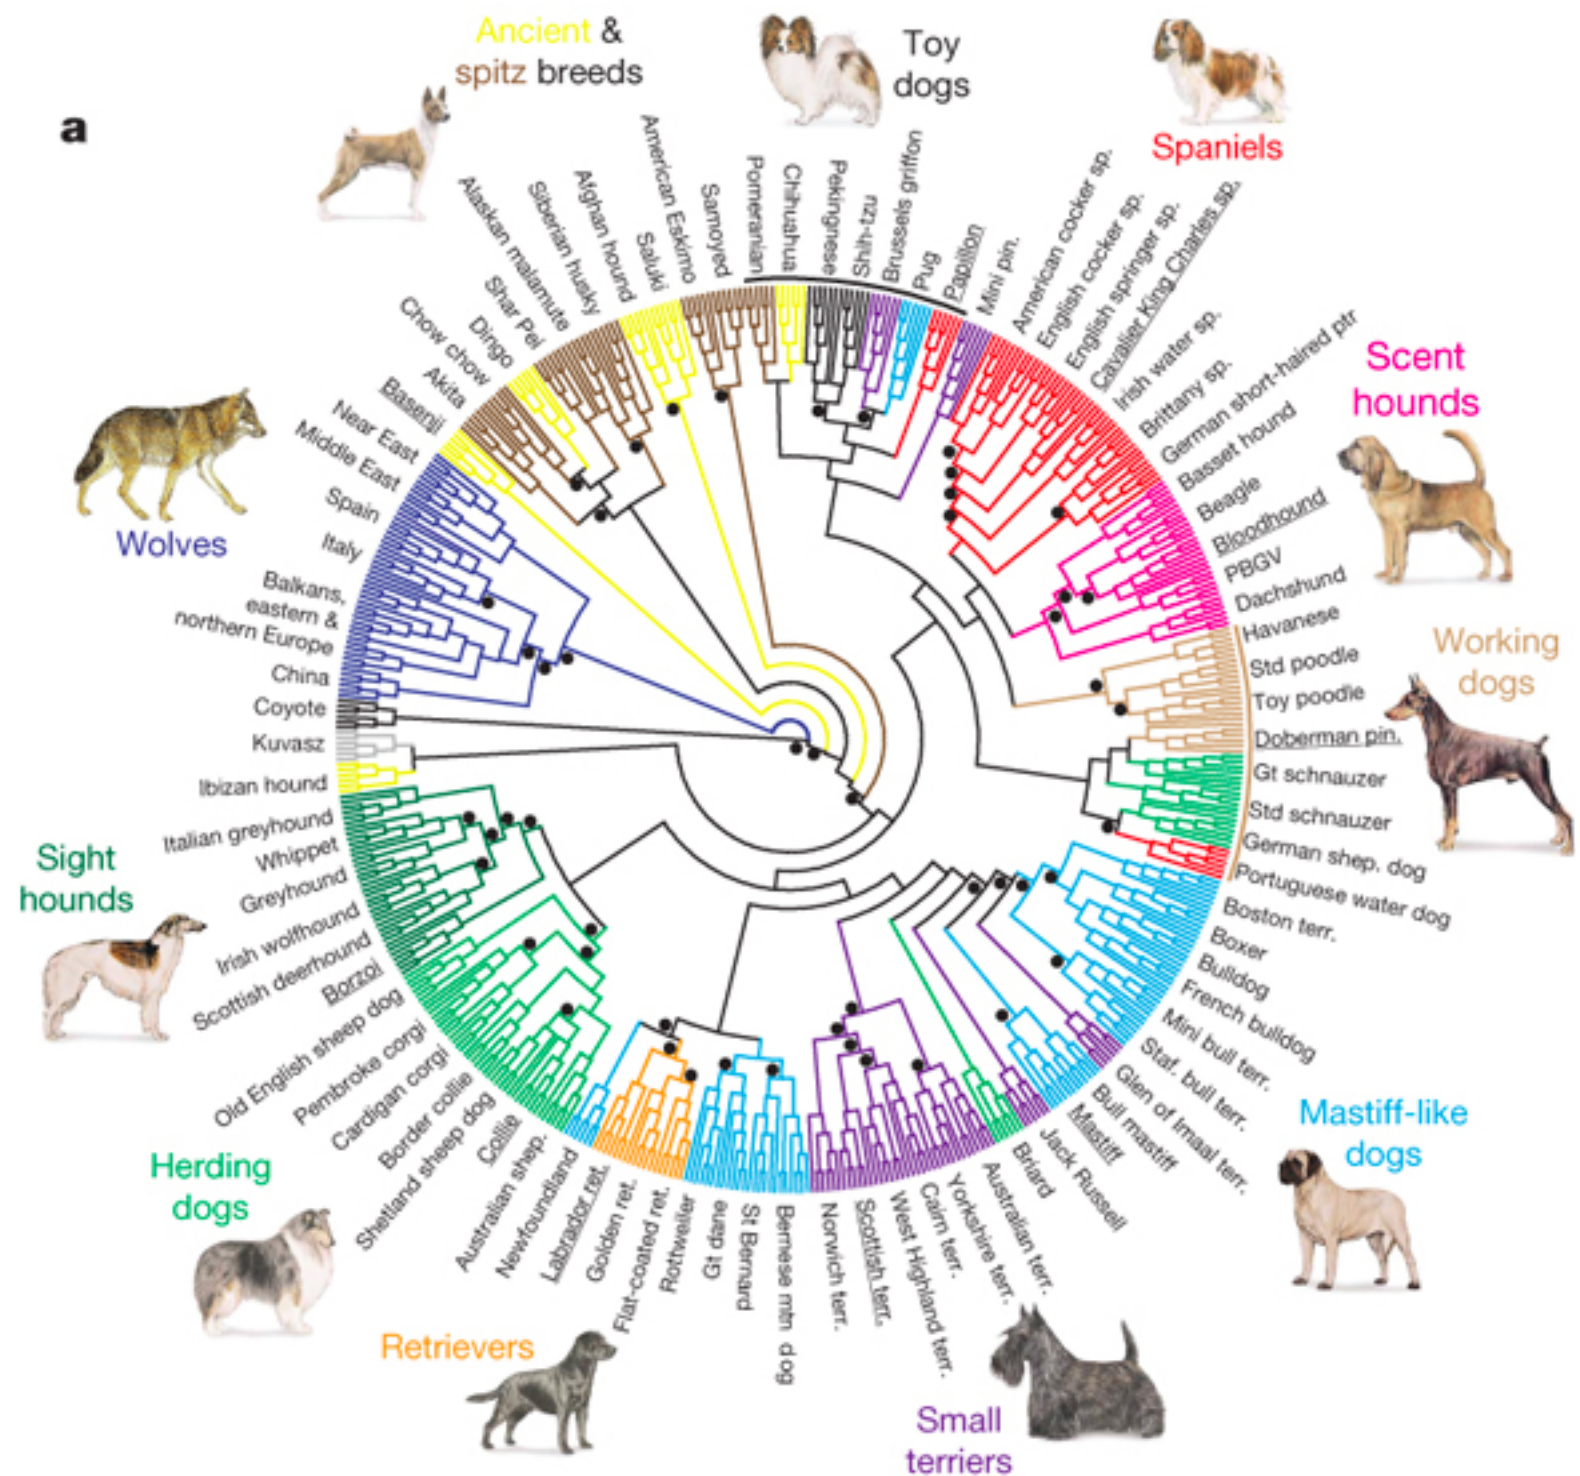 a
Ancient &
spitz breeds
Toy
dogs
Spaniels
Scent
hounds
Working
dogs
Mastiff-like
dogs
Small
terriers
Retrievers
Herding
dogs
Sight
hounds
Wolves
Basenji
Akita
Chow chow
Dingo
Shar Pei
Alaskan malamute
Siberian husky
Afghan hound
Saluki
American Eskimo
Samoyed
Pomeranian
Chihuahua
Pekingnese
Shih-tzu
Brussels griffon
Pug
Papillon
Mini pin.
American cocker sp.
English cocker sp.
English springer sp.
Cavalier King Charles sp.
Irish water sp.
Brittany sp.
German short-haired ptr
Basset hound
Beagle
Bloodhound
PBGV
Dachshund
Havanese
Std poodle
Toy poodle
Doberman pin.
Gt schnauzer
Std schnauzer
German shep. dog
Portuguese water dog
Boston terr.
Boxer
Bulldog
French bulldog
Mini bull terr.
Staf. bull terr.
Glen of Imaal terr.
Bull mastiff
Mastiff
Jack Russell
Briard
Australian terr.
Yorkshire terr.
Cairn terr.
West Highland terr.
Scottish terr.
Norwich terr.
Bernese mtn dog
St Bernard
Gt dane
Rottweiler
Flat-coated ret.
Golden ret.
Labrador ret.
Newfoundland
Australian shep.
Collie
Shetland sheep dog
Border collie
Cardigan corgi
Pembroke corgi
Old English sheep dog
Borzoi
Scottish deerhound
Irish wolfhound
Greyhound
Whippet
Italian greyhound
Ibizan hound
Kuvasz
Coyote
China
Balkans,
eastern &
northern Europe
Italy
Spain
Middle East
Near East